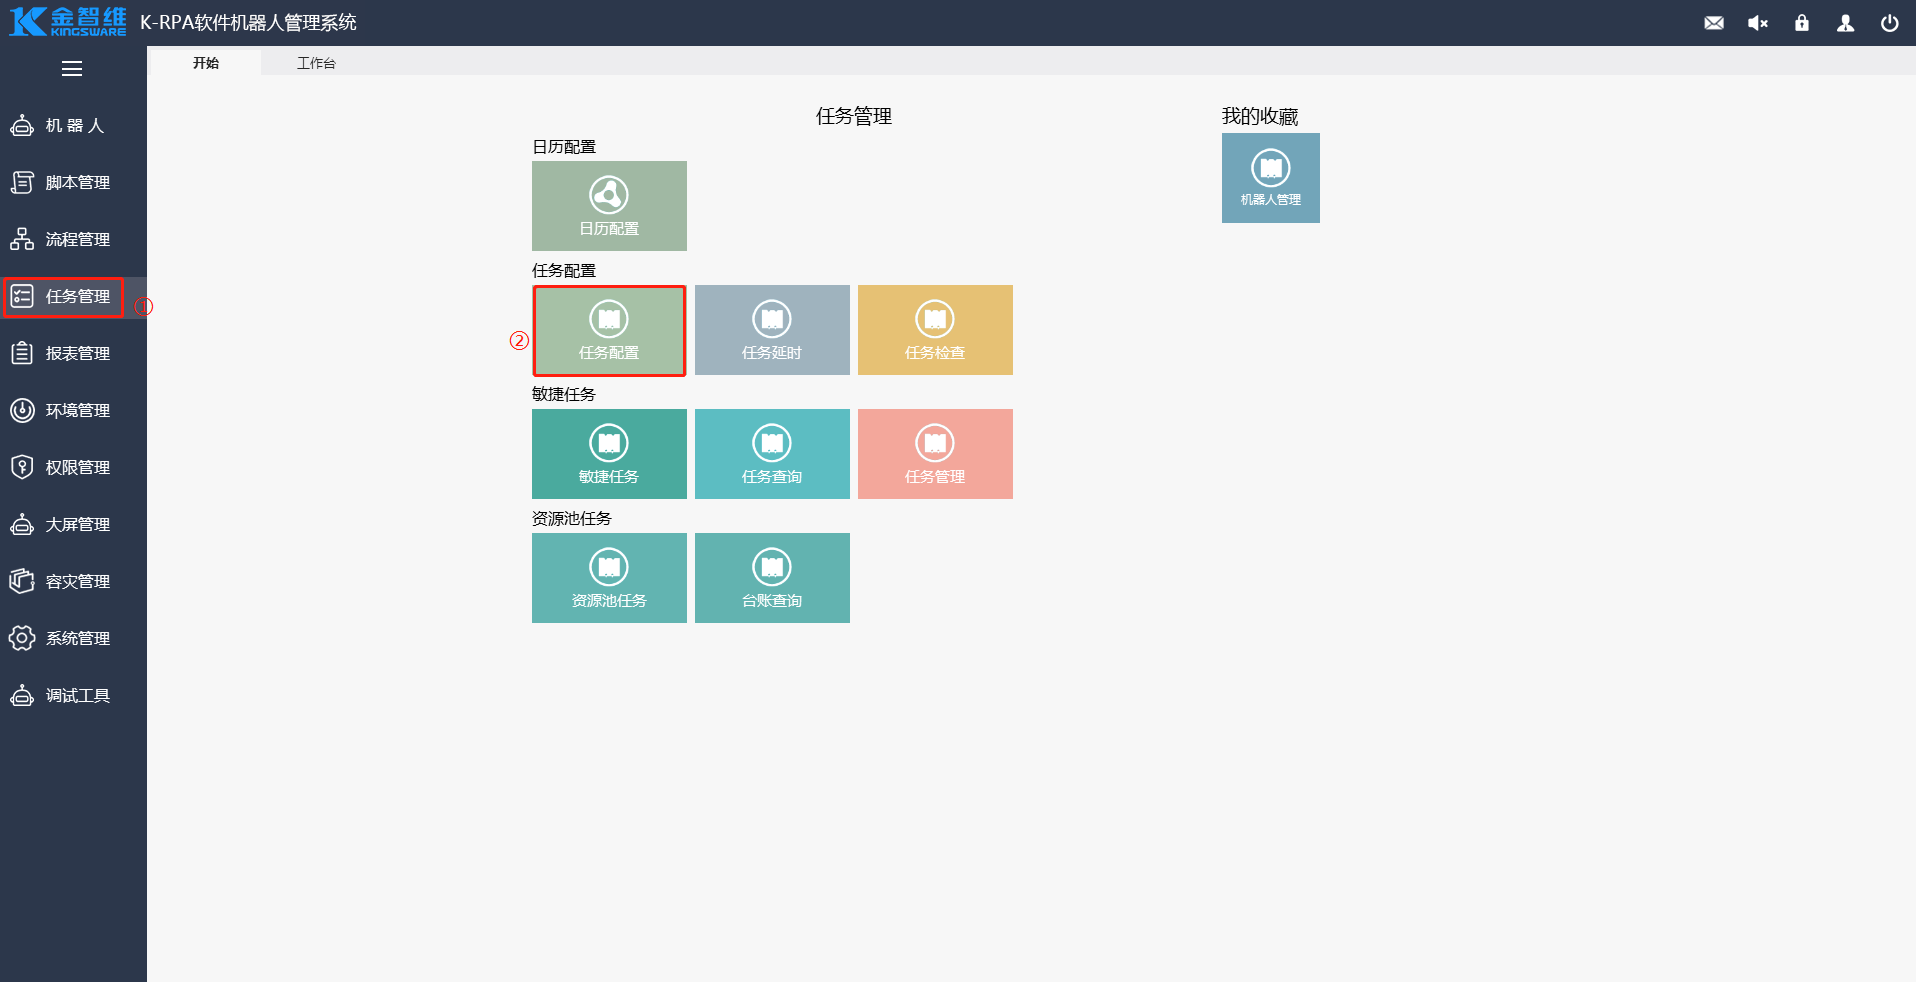 金智维
KINGSWARE
K-RPA软件机器人管理系统
开始
工作台
机 器 人
脚本管理
流程管理
任务管理
①
报表管理
环境管理
权限管理
大屏管理
容灾管理
系统管理
调试工具
任务管理
日历配置
日历配置
任务配置
②
任务配置
任务延时
任务检查
敏捷任务
敏捷任务
任务查询
任务管理
资源池任务
资源池任务
台账查询
我的收藏
机器人管理